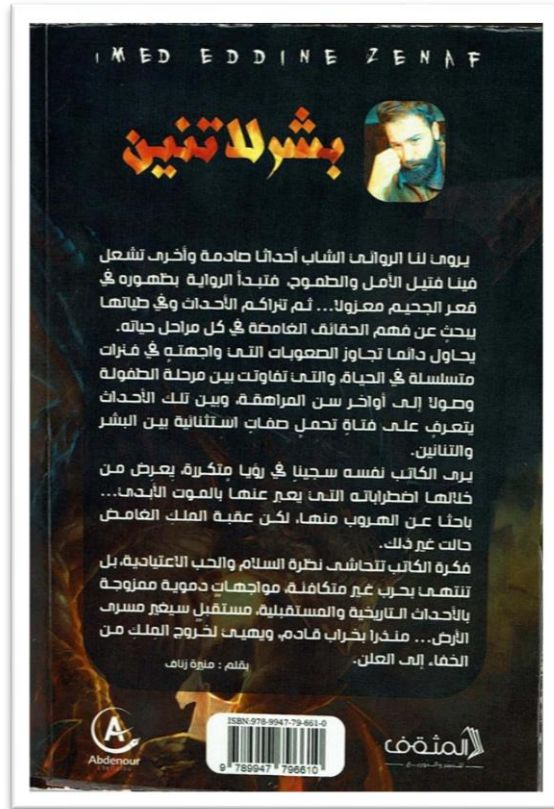 IMED EDDINE ZENAF
بشر للا تنين
يروي لنا الروائي الشاب أحداثا صادمة وأخرى تشعل
فينا فتيل الأمل والطموح، فتبدأ الرواية بظهوره في
قعر الجحيم معزولا... ثم تتراكم الأحداث وفي طياتها
يبحث عن فهم الحقائق الغامضة في كل مراحل حياته.
يحاول دائما تجاوز الصعوبات التي واجهته في فترات
متسلسلة في الحياة، والتي تفاوتت بين مرحلة الطفولة
وصولا إلى أواخر سن المراهقة، وبين تلك الأحداث
يتعرف على فتاة تحمل صفات استثنائية بين البشر
والتنانين.
يرى الكاتب نفسه سجينا في رؤيا متكررة، يعرض من
خلالها اضطراباته التي يعبر عنها بالموت الأبدي...
باحثا عن الهروب منها، لكن عقبة الملك الغامض
حالت غير ذلك.
فكرة الكاتب تتحاشى نظرة السلام والحب الاعتيادية، بل
تنتهي بحرب غير متكافئة، مواجهات دموية ممزوجة
بالأحداث التاريخية والمستقبلية، مستقبل سيغير مسرى
الأرض... منذرا بخراب قادم، ويهيئ لخروج الملك من
الخفاء إلى العلن.
بقلم : منيرة زناف
Abdenour
ISBN:978-9947-79-661-0
9 789947 796610
المثقف
للنشر والتوزيع